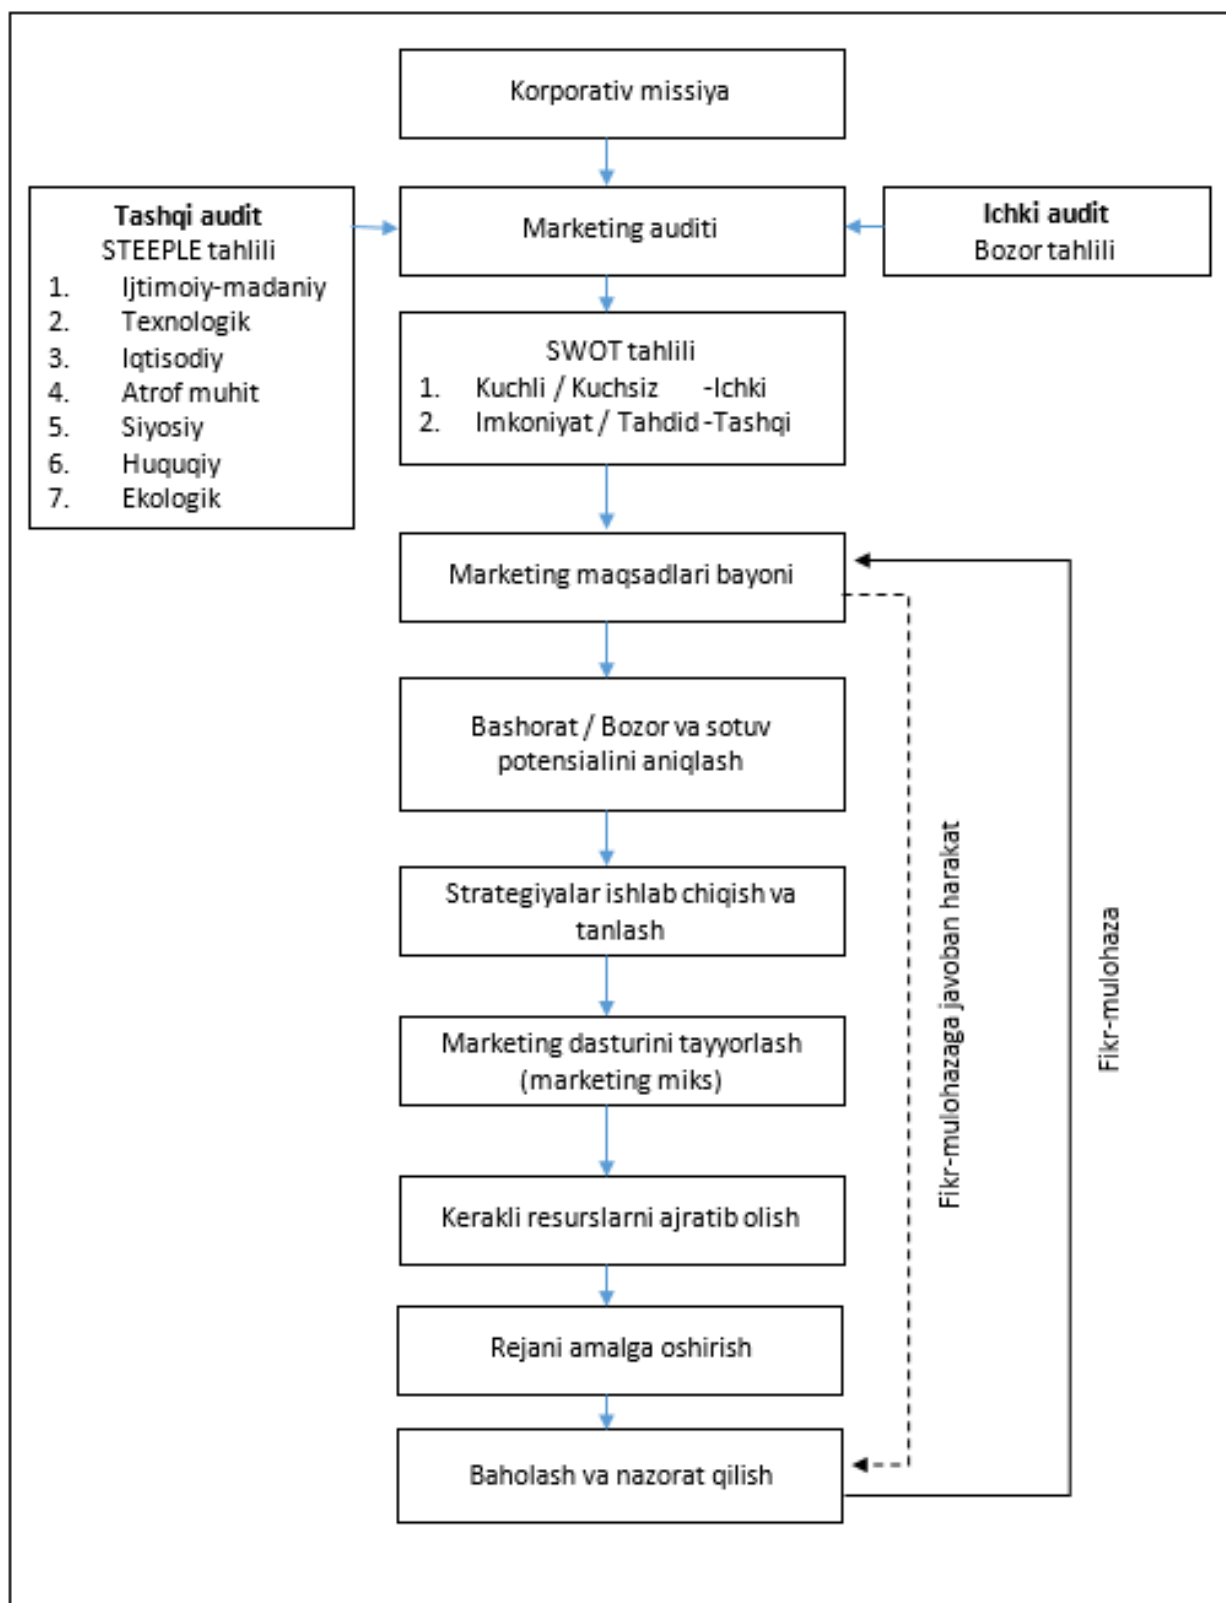 Korporativ missiya
Tashqi audit
STEEPLE tahlili
1. Ijtimoiy-madaniy
2. Texnologik
3. Iqtisodiy
4. Atrof muhit
5. Siyosiy
6. Huquqiy
7. Ekologik
Marketing auditi
Ichki audit
Bozor tahlili
SWOT tahlili
1. Kuchli / Kuchsiz -Ichki
2. Imkoniyat / Tahdid -Tashqi
Marketing maqsadlari bayoni
Bashorat / Bozor va sotuv
potensialini aniqlash
Strategiyalar ishlab chiqish va
tanlash
Marketing dasturini tayyorlash
(marketing miks)
Kerakli resurslarni ajratib olish
Rejani amalga oshirish
Baholash va nazorat qilish
Fikr-mulohazaga javoban harakat
Fikr-mulohaza